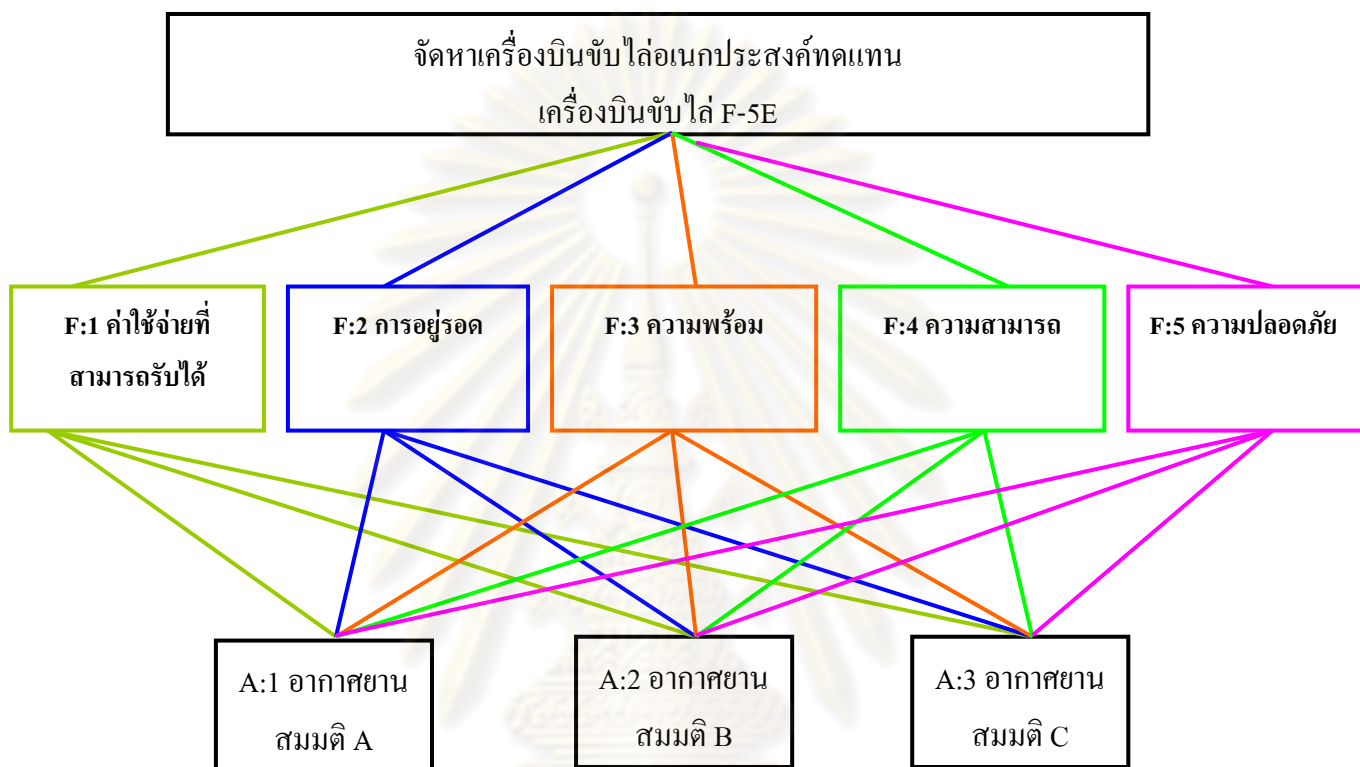 จัดหาเครื่องบินขับไล่อเนกประสงค์ทดแทน
เครื่องบินขับไล่ F-5E
F:1 ค่าใช้จ่ายที่
สามารถรับได้
F:2 การอยู่รอด
F:3 ความพร้อม
F:4 ความสามารถ
F:5 ความปลอดภัย
A:1 อากาศยาน
สมมติ A
A:2 อากาศยาน
สมมติ B
A:3 อากาศยาน
สมมติ C